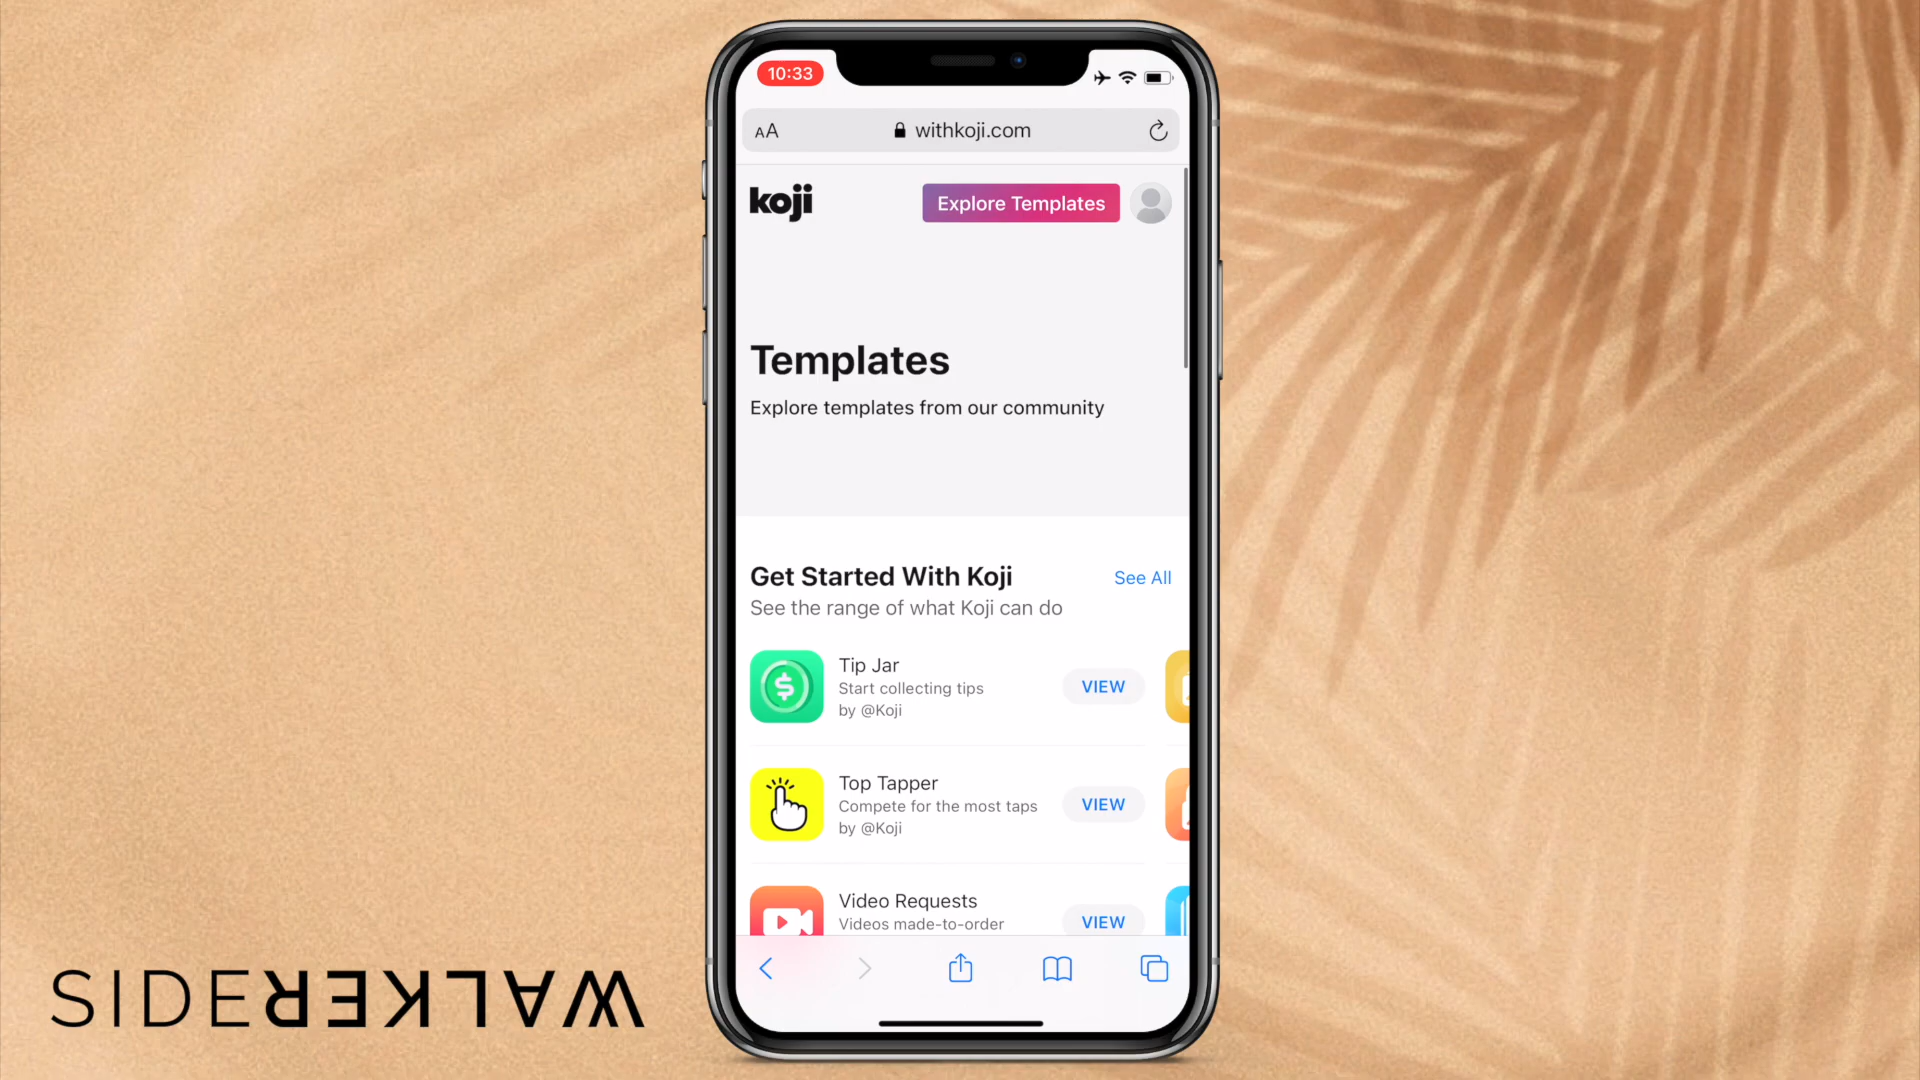 10:33
AA withkoji.com
koji Explore Templates
Templates
Explore templates from our community
Get Started With Koji See All
See the range of what Koji can do
Tip Jar
Start collecting tips
by @Koji
VIEW
Top Tapper
Compete for the most taps
by @Koji
VIEW
Video Requests
Videos made-to-order
VIEW
SIDEWALKER